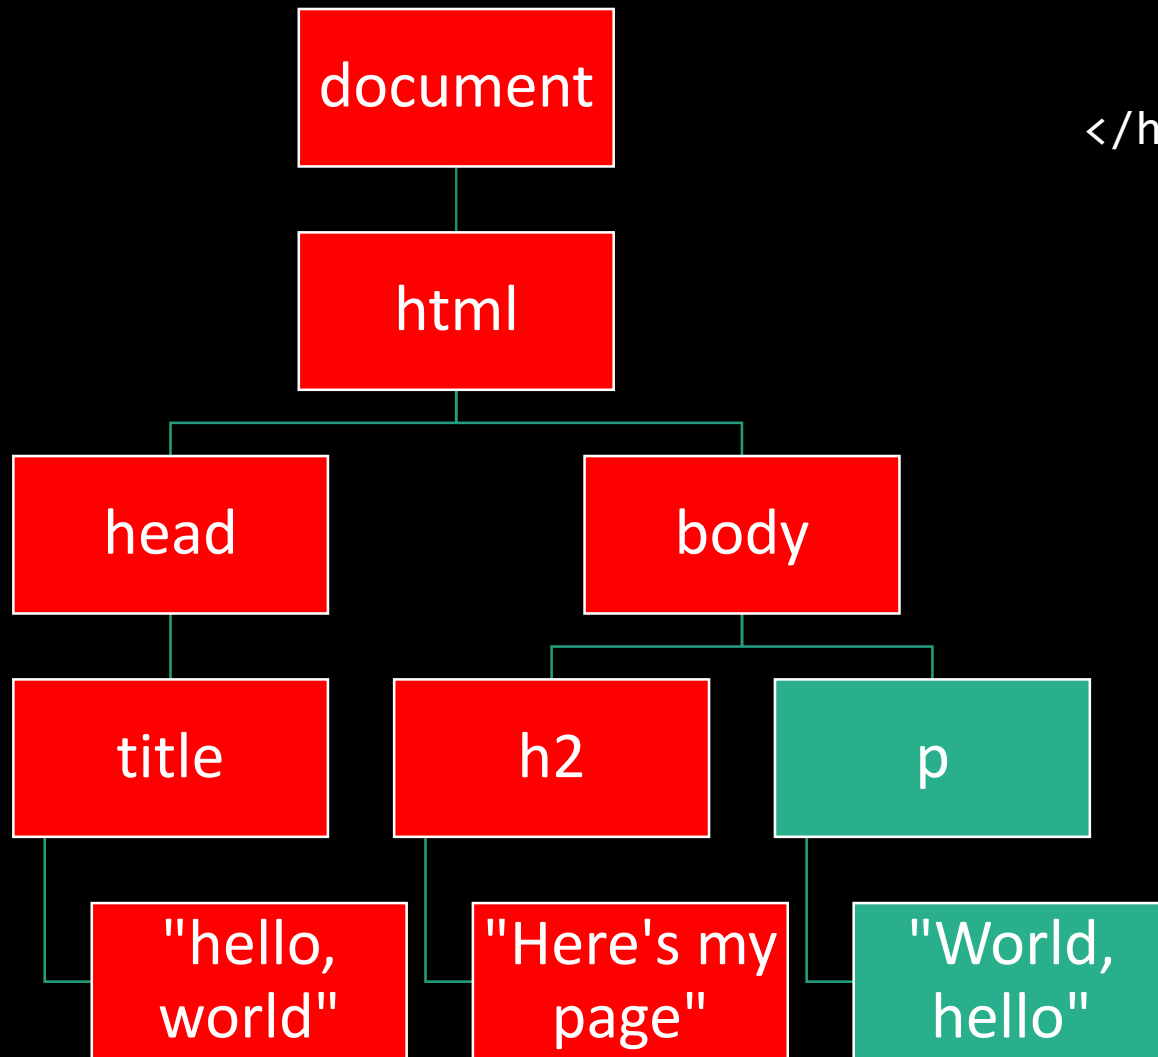 document
</h
html
head
body
title
h2
p
"hello,
world"
"Here's my
page"
"World,
hello"